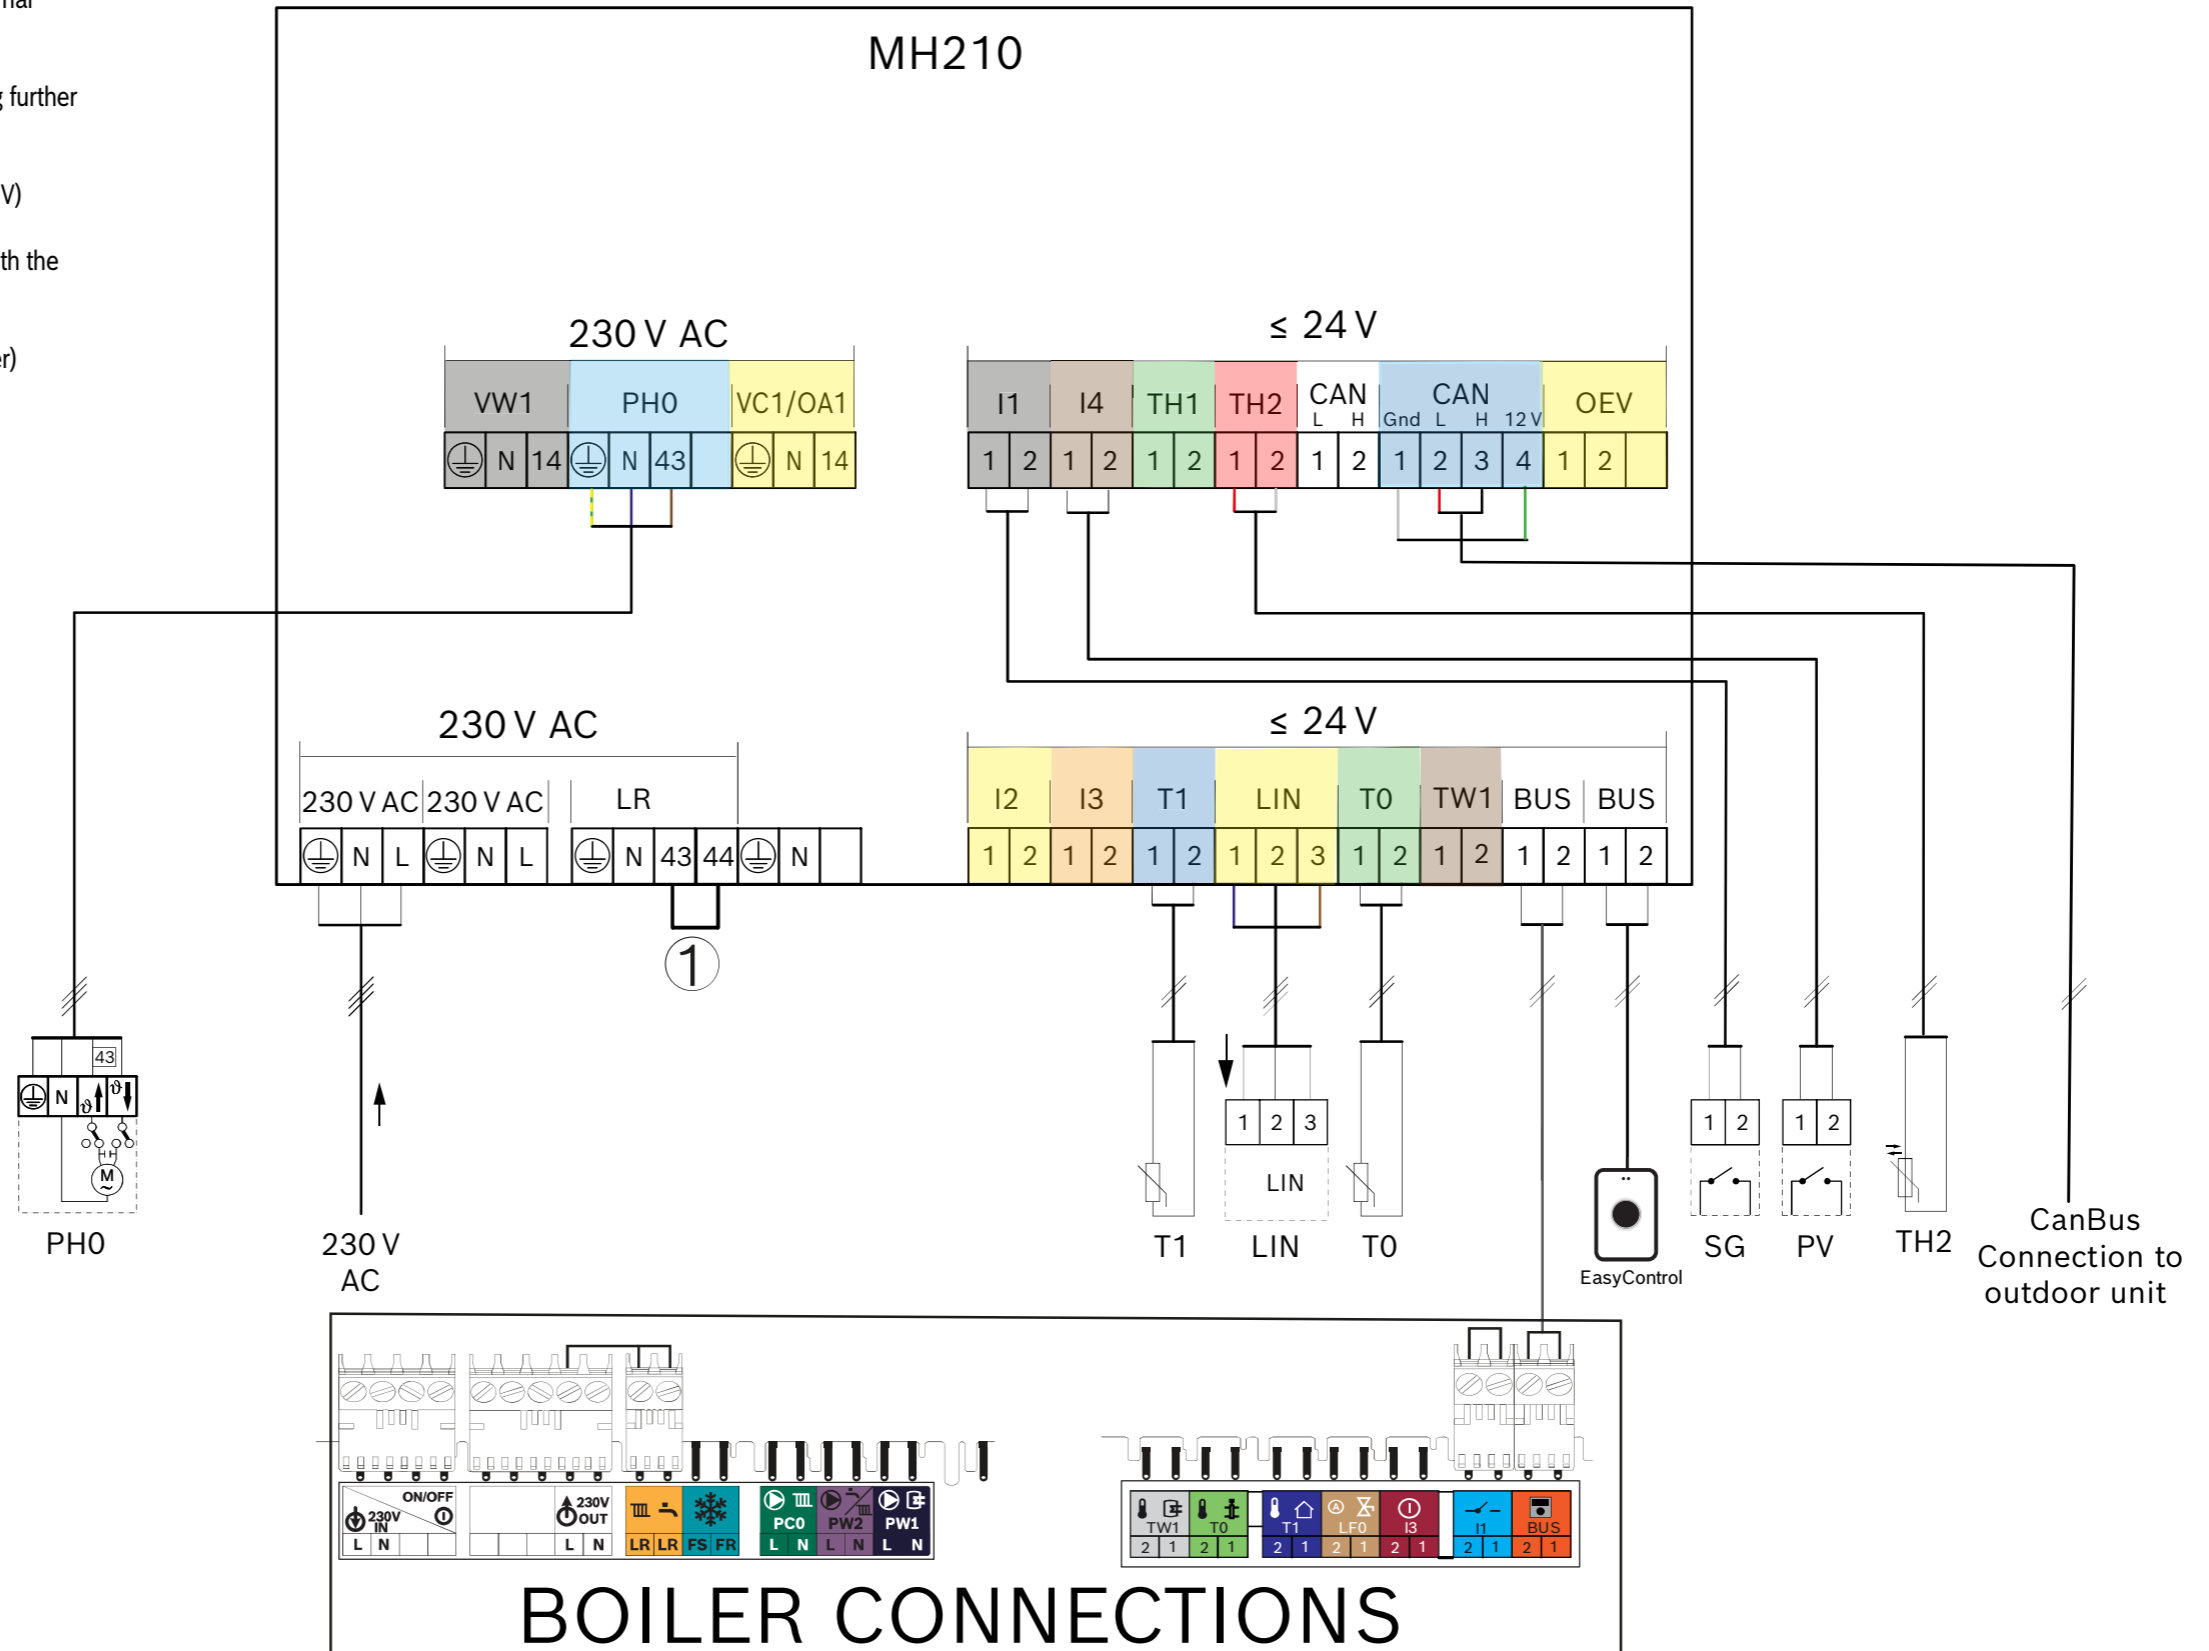 nal
g further
V)
th the
er)
MH210
230 V AC
≤ 24 V
VW1 PH0 VC1/OA1
I1 I4 TH1 TH2 CAN CAN OEV
L H Gnd L H 12 V
N 14 N 43 N 14
1 2 1 2 1 2 1 2 1 2 1 2 3 4 1 2
230 V AC
≤ 24 V
230 V AC 230 V AC LR
I2 I3 T1 LIN T0 TW1 BUS BUS
N L N L N 43 44 N
1 2 1 2 1 2 1 2 3 1 2 1 2 1 2 1 2
1
43
N ϑ ϑ
M
~
PH0
230 V
AC
1 2 3
LIN
T1 LIN T0
EasyControl
1 2
SG
1 2
PV
TH2
CanBus
Connection to
outdoor unit
ON/OFF
230V
IN
L N
230V
OUT
L N
LR LR FS FR
PC0 PW2 PW1
L N L N L N
TW1 T0 T1 A LF0 I3 I1 BUS
2 1 2 1 2 1 2 1 2 1 2 1 2 1
BOILER CONNECTIONS